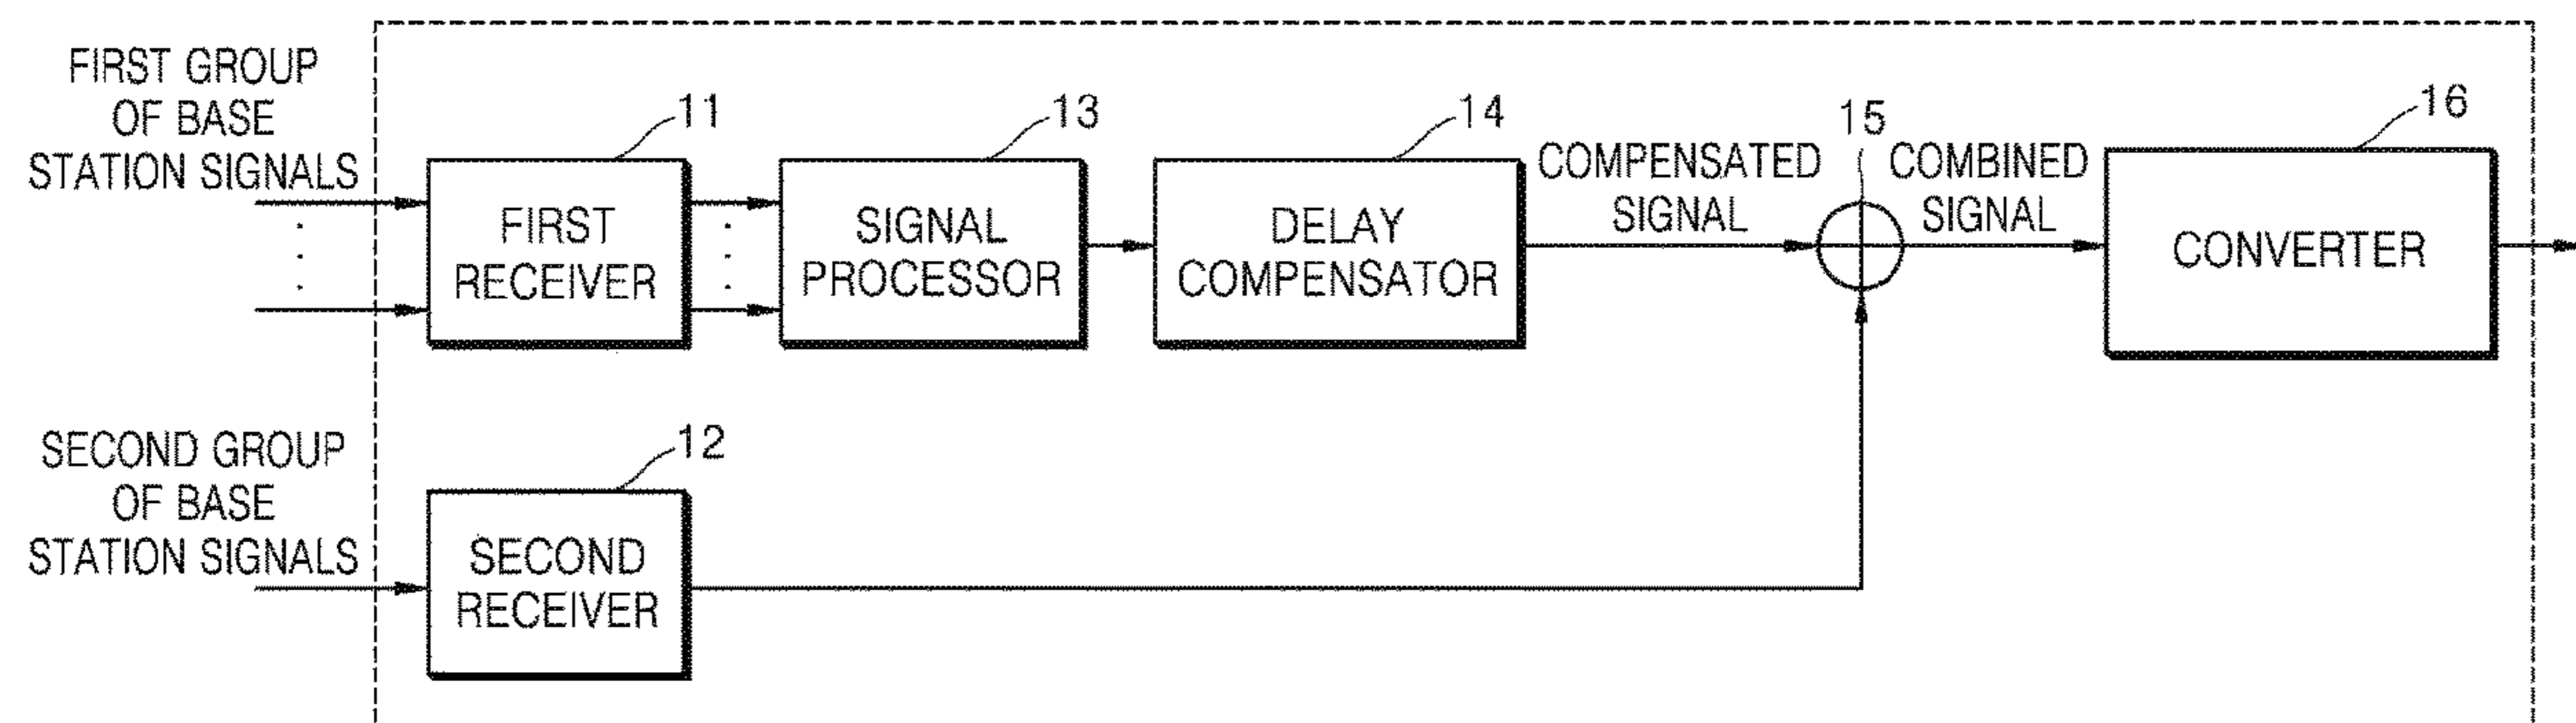 FIRST GROUP
OF BASE
STATION SIGNALS
11
FIRST
RECEIVER
13
SIGNAL
PROCESSOR
14
DELAY
COMPENSATOR
COMPENSATED
SIGNAL
15
COMBINED
SIGNAL
16
CONVERTER
SECOND GROUP
OF BASE
STATION SIGNALS
12
SECOND
RECEIVER